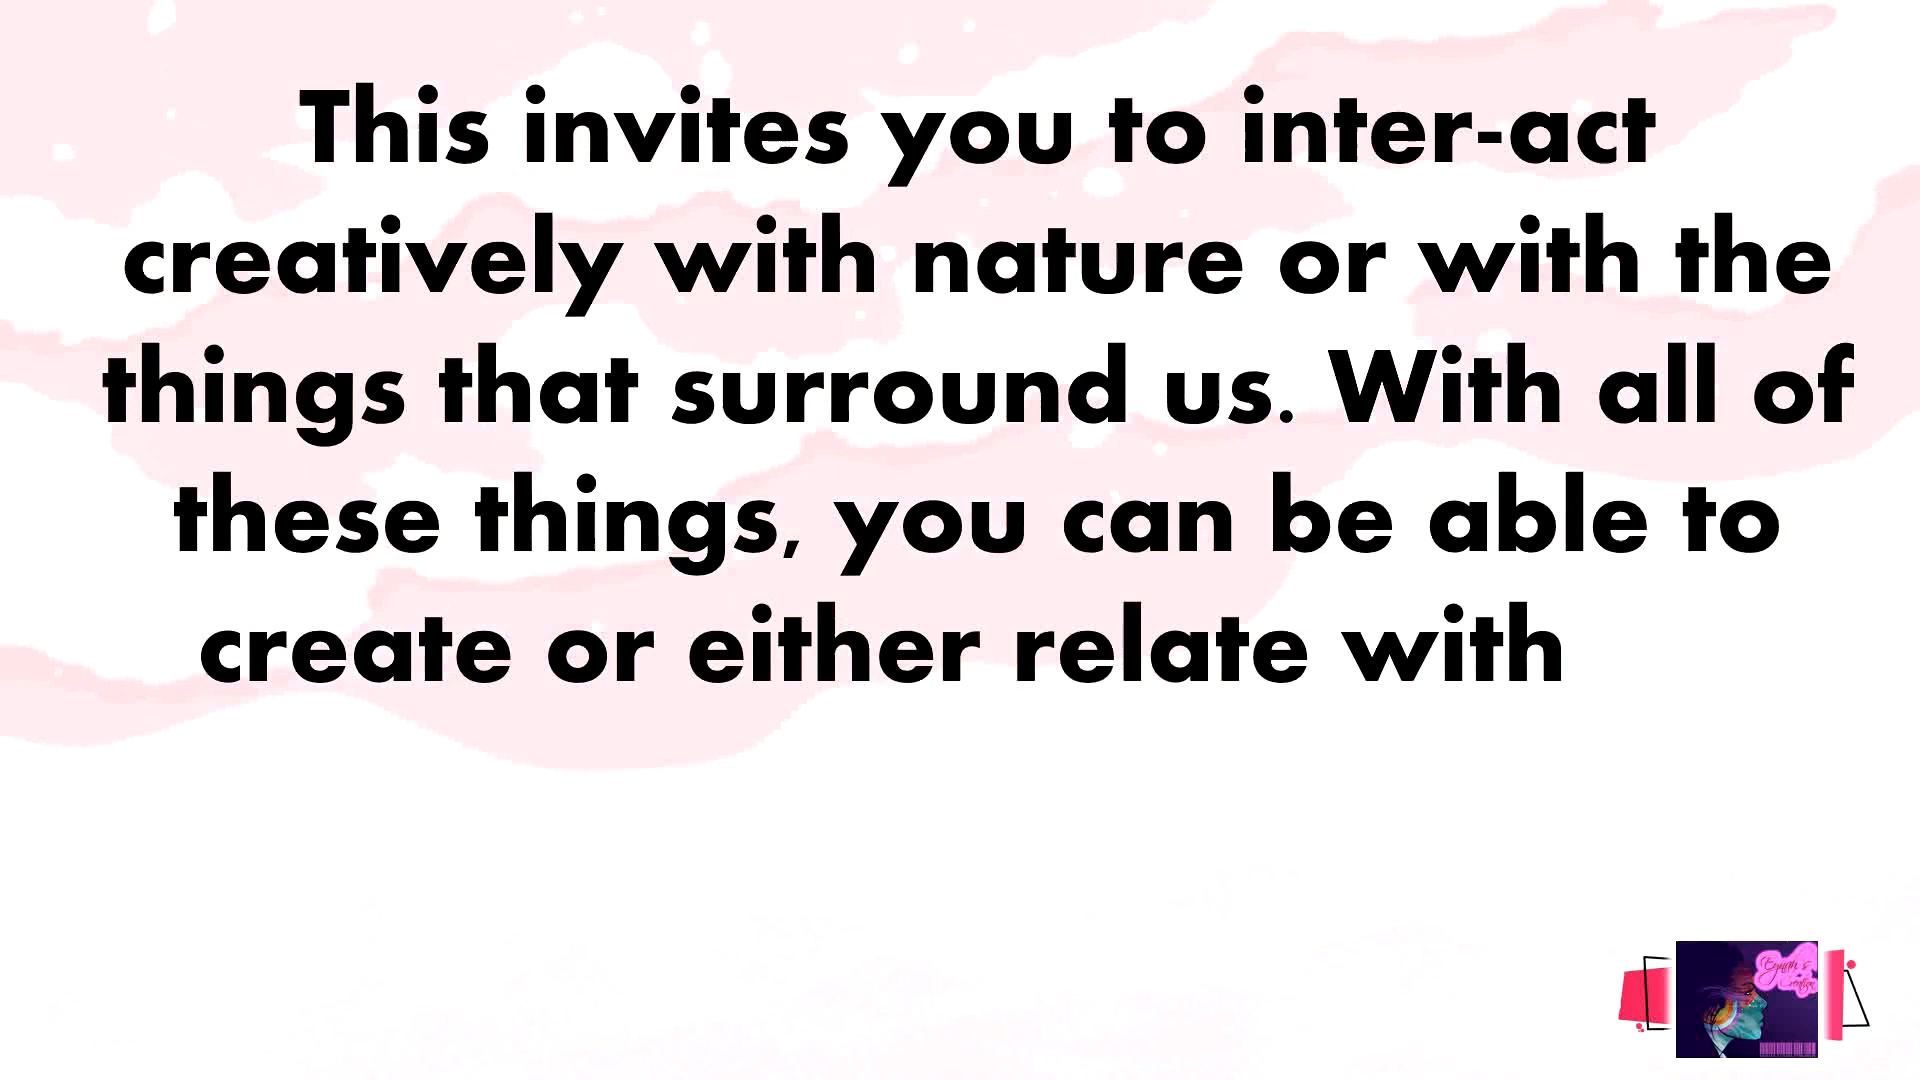 This invites you to inter-act
creatively with nature or with the
things that surround us. With all of
these things, you can be able to
create or either relate with
Creation